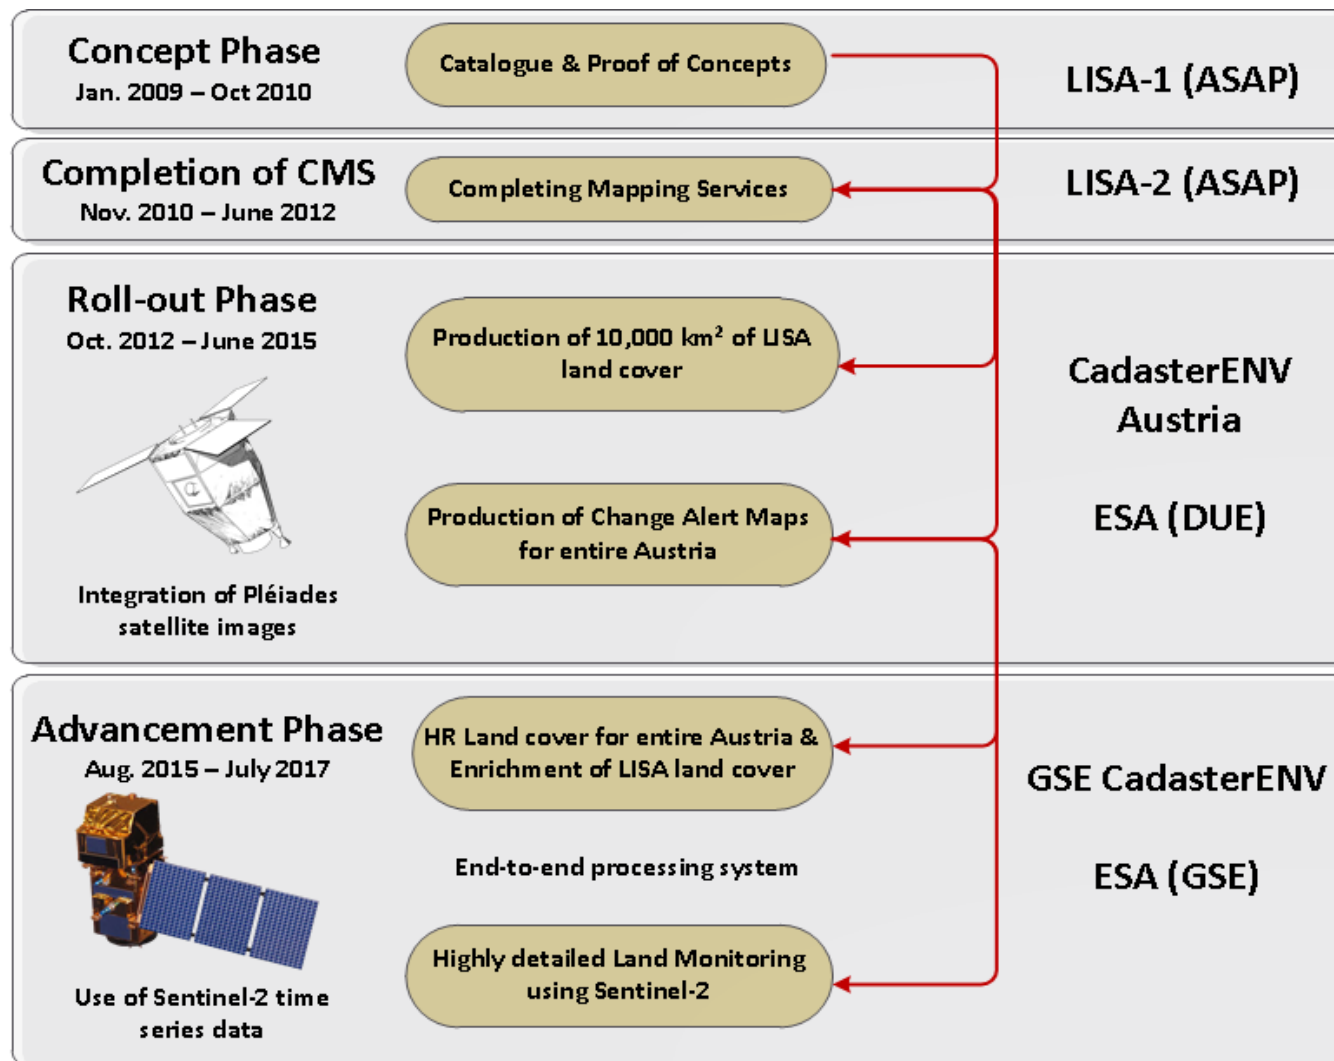 Concept Phase
Jan. 2009 – Oct 2010
Catalogue & Proof of Concepts
LISA-1 (ASAP)
Completion of CMS
Nov. 2010 – June 2012
Completing Mapping Services
LISA-2 (ASAP)
Roll-out Phase
Oct. 2012 – June 2015
Production of 10,000 km² of LISA
land cover
Production of Change Alert Maps
for entire Austria
Integration of Pléiades
satellite images
CadasterENV
Austria
ESA (DUE)
Advancement Phase
Aug. 2015 – July 2017
HR Land cover for entire Austria &
Enrichment of LISA land cover
End-to-end processing system
Highly detailed Land Monitoring
using Sentinel-2
Use of Sentinel-2 time
series data
GSE CadasterENV
ESA (GSE)